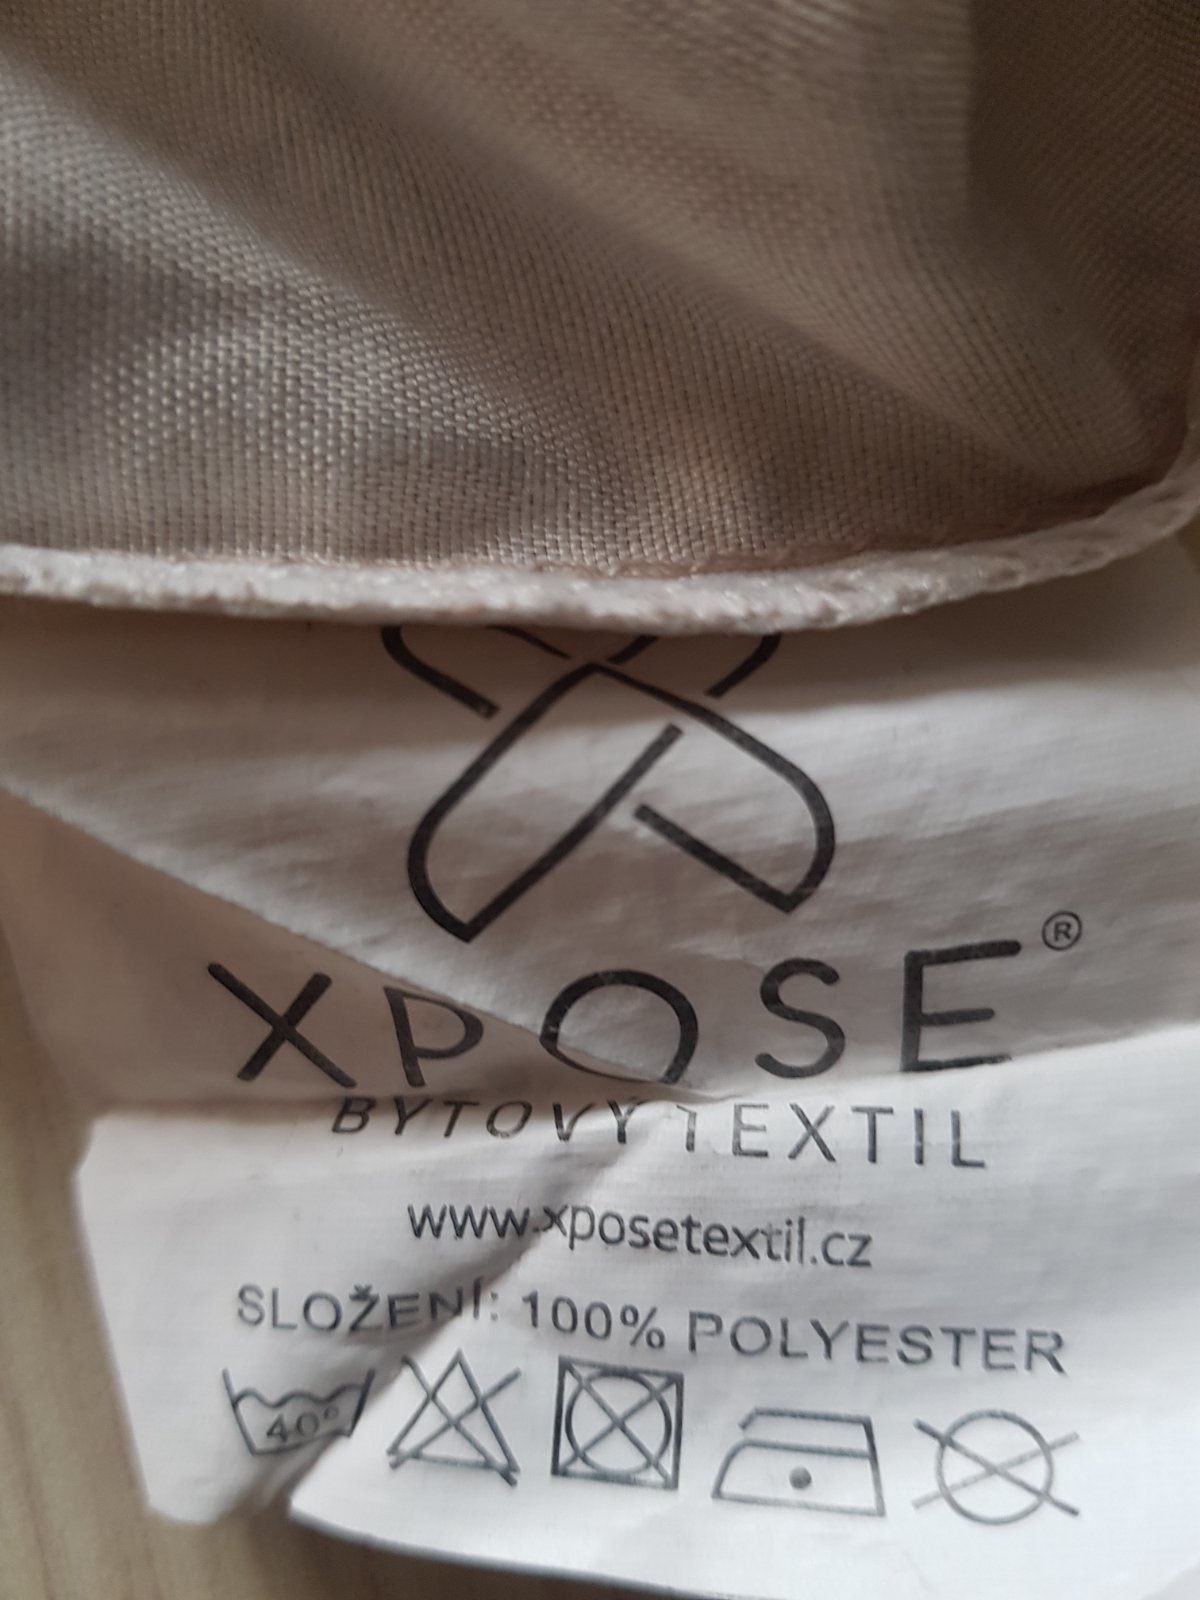 XPOSE®
BYTOVÝ TEXTIL
www.xposetextil.cz
SLOŽENÍ: 100% POLYESTER
40°